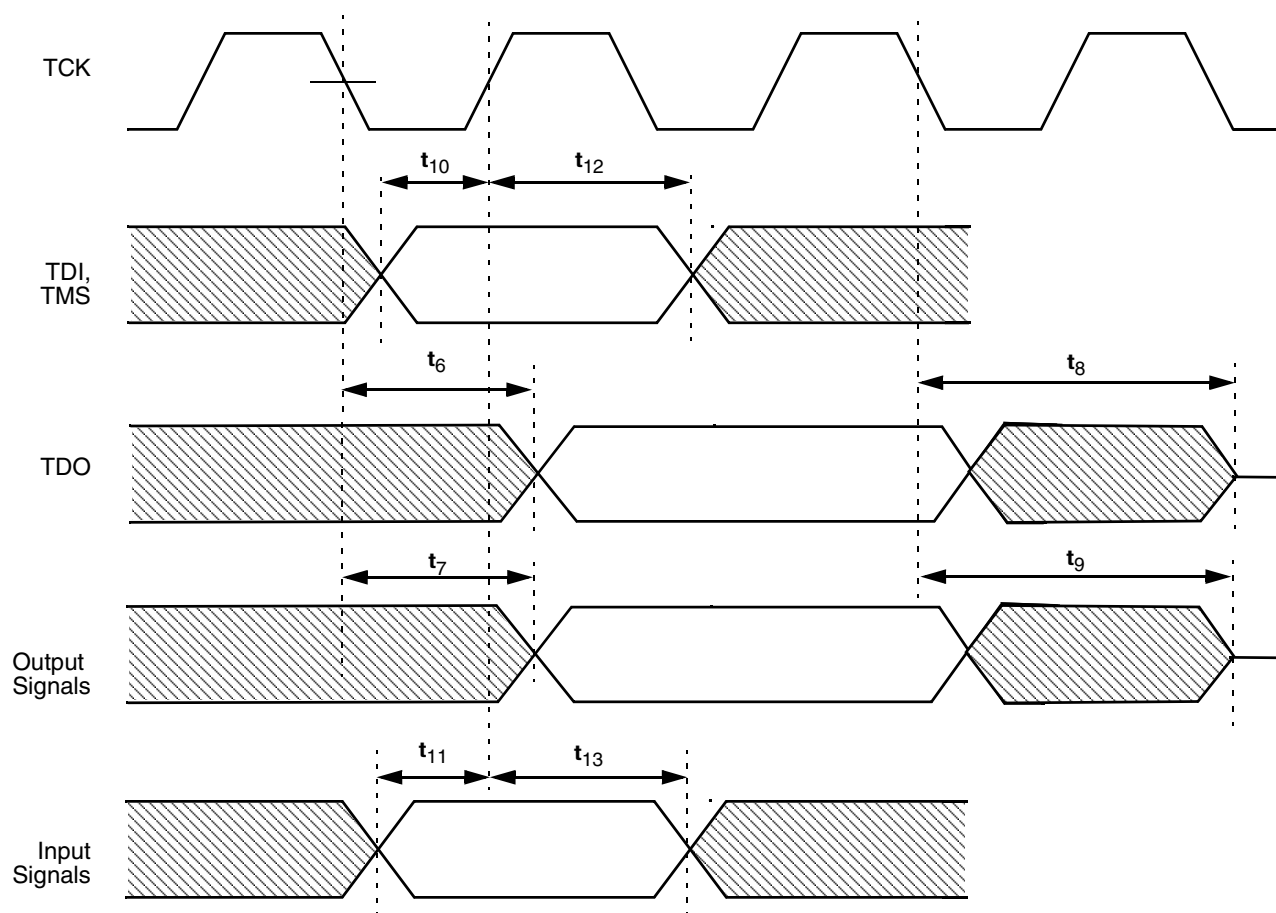 TCK
t10
t12
TDI,
TMS
t6
t8
TDO
t7
t9
Output
Signals
t11
t13
Input
Signals